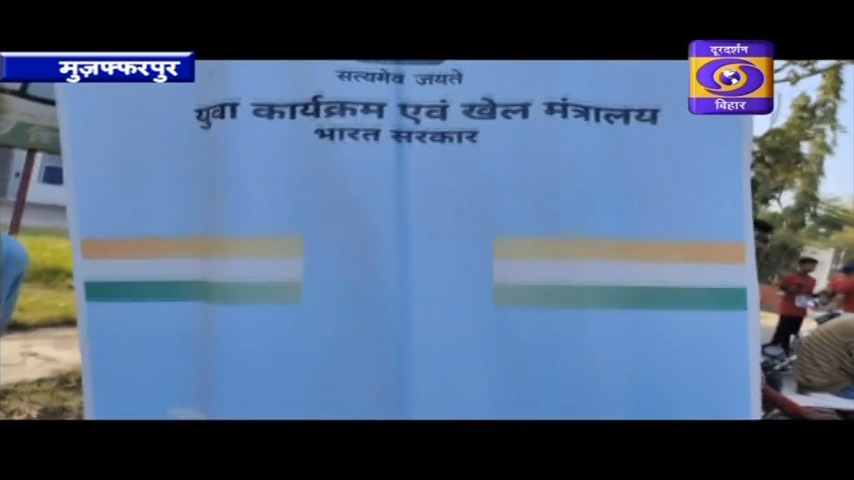 मुज़फ्फरपुर
दूरदर्शन
बिहार
सत्यमेव जयते
युवा कार्यक्रम एवं खेल मंत्रालय
भारत सरकार